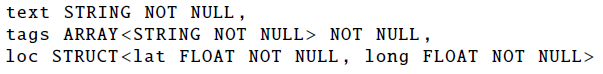 text STRING NOT NULL,
tags ARRAY<STRING NOT NULL> NOT NULL,
loc STRUCT<lat FLOAT NOT NULL, long FLOAT NOT NULL>